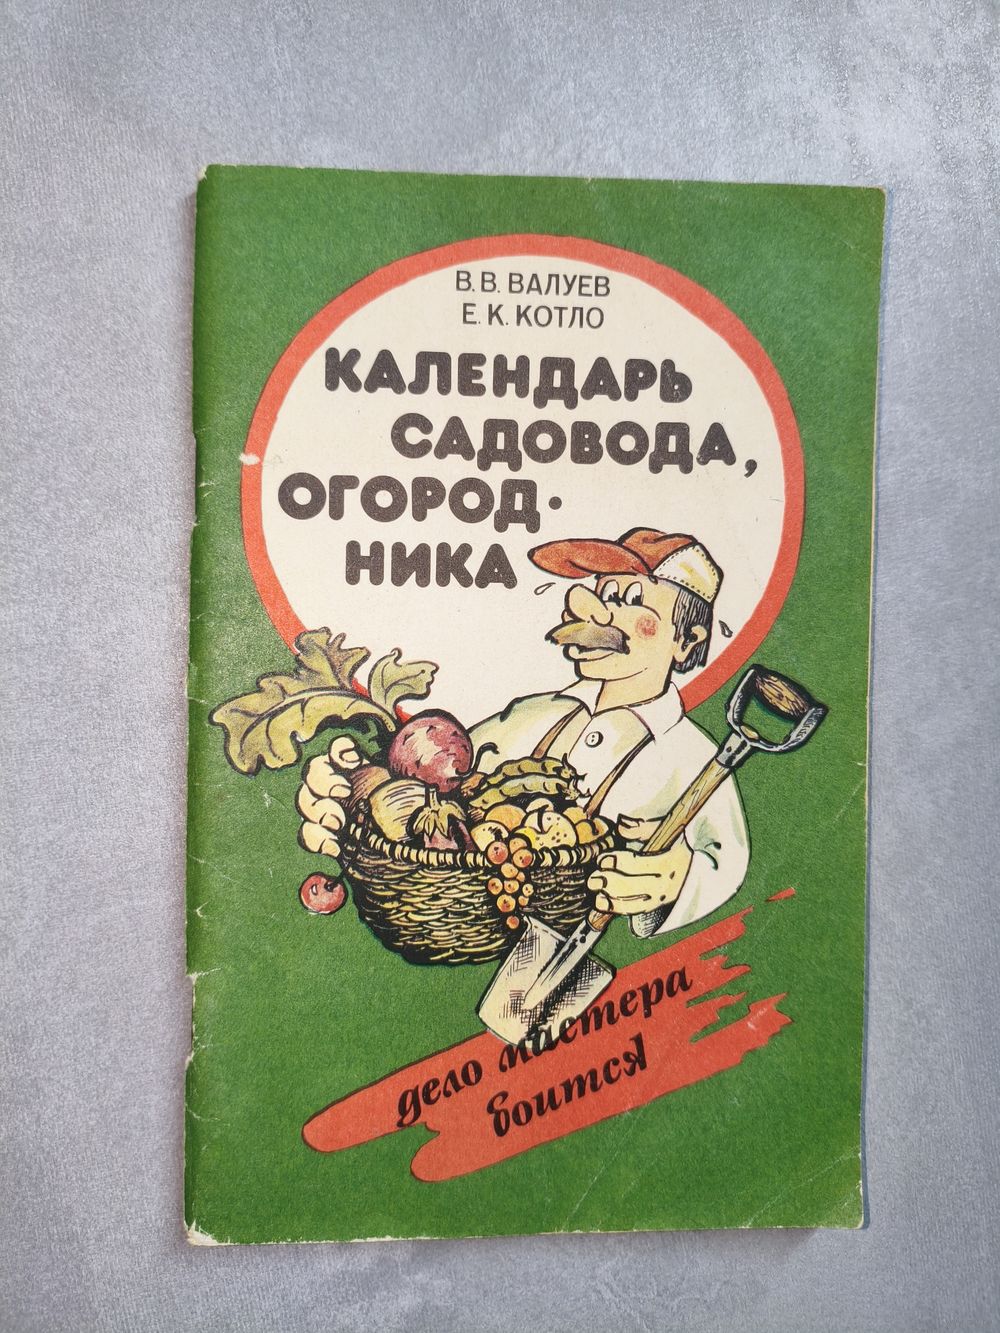 В. В. ВАЛУЕВ
Е. К. КОТЛО
КАЛЕНДАРЬ
САДОВОДА,
ОГОРОД-
НИКА
дело мастера
боится